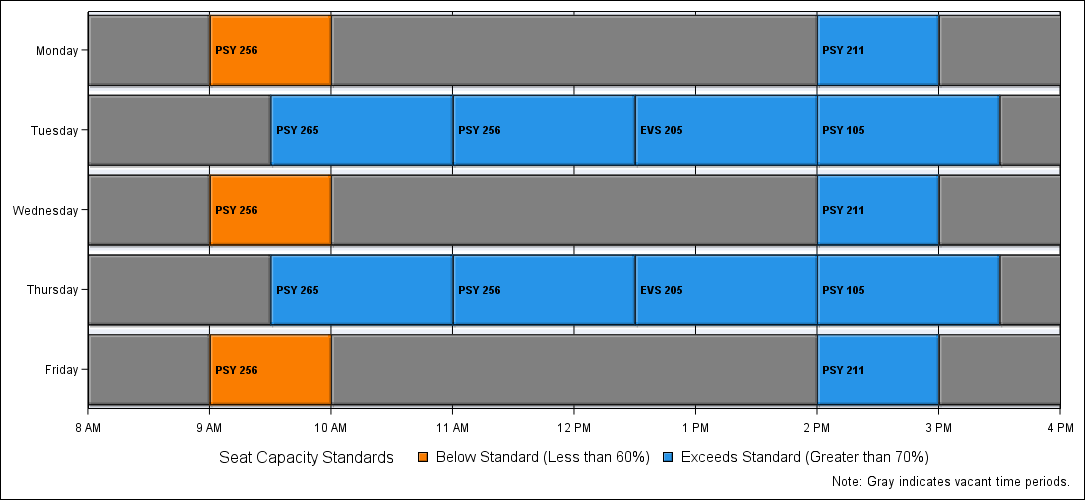 Monday PSY 256 PSY 211
Tuesday PSY 265 PSY 256 EVS 205 PSY 105
Wednesday PSY 256 PSY 211
Thursday PSY 265 PSY 256 EVS 205 PSY 105
Friday PSY 256 PSY 211
8 AM 9 AM 10 AM 11 AM 12 PM 1 PM 2 PM 3 PM 4 PM
Seat Capacity Standards Below Standard (Less than 60%) Exceeds Standard (Greater than 70%)
Note: Gray indicates vacant time periods.